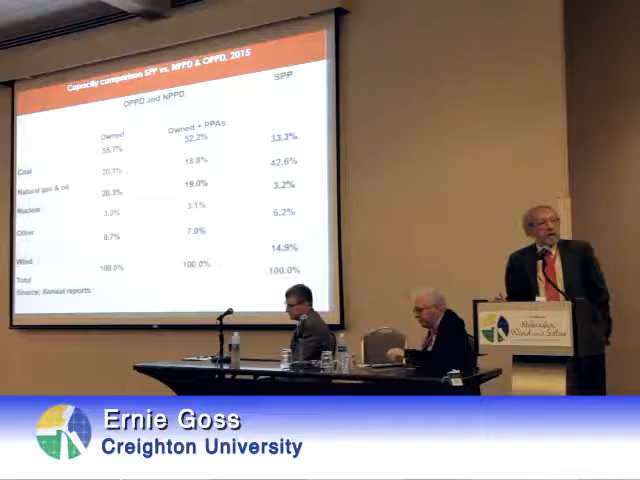 Capacity comparison SPP vs. NPPD & OPPD, 2015
OPPD and NPPD
SPP
Owned
Owned + PPAs
55.7%
52.2%
33.3%
Coal
20.1%
18.8%
42.6%
Natural gas & oil
20.3%
19.0%
3.2%
Nuclear
3.1%
6.2%
Other
0.7%
7.0%
14.9%
Wind
100.0%
100.0%
100.0%
Total
Source: Annual reports
Nebraska
Wind and Solar
Ernie Goss
Creighton University